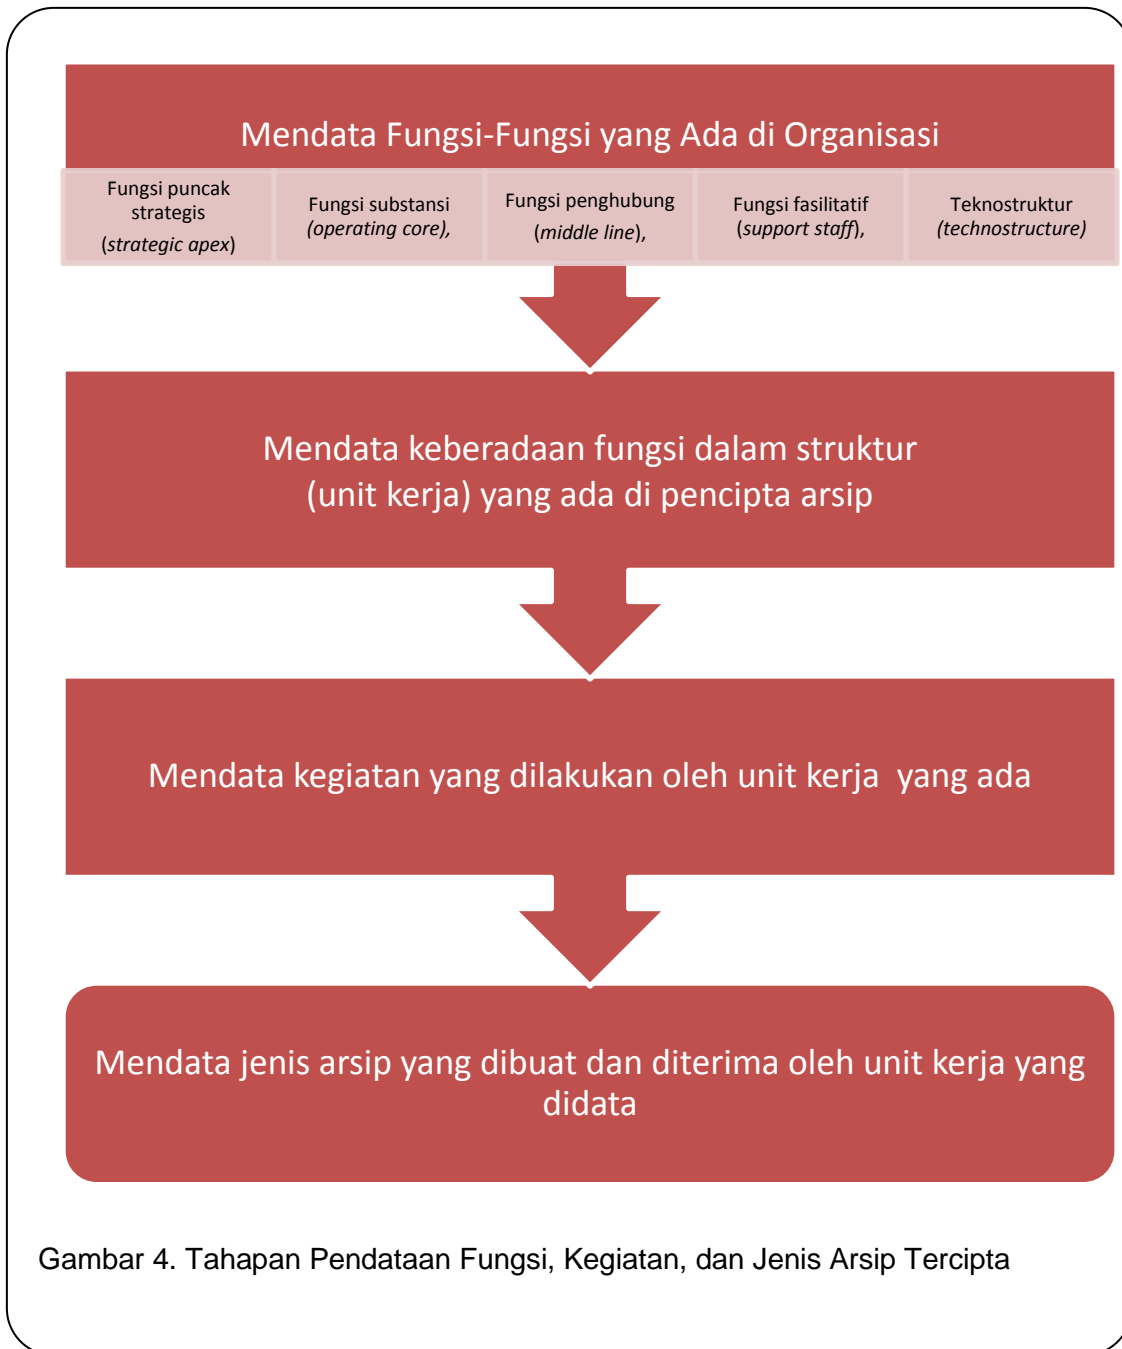 Mendata Fungsi-Fungsi yang Ada di Organisasi
Fungsi puncak
strategis
(strategic apex)
Fungsi substansi
(operating core),
Fungsi penghubung
(middle line),
Fungsi fasilitatif
(support staff),
Teknostruktur
(technostructure)
Mendata keberadaan fungsi dalam struktur
(unit kerja) yang ada di pencipta arsip
Mendata kegiatan yang dilakukan oleh unit kerja  yang ada
Mendata jenis arsip yang dibuat dan diterima oleh unit kerja yang
didata
Gambar 4. Tahapan Pendataan Fungsi, Kegiatan, dan Jenis Arsip Tercipta